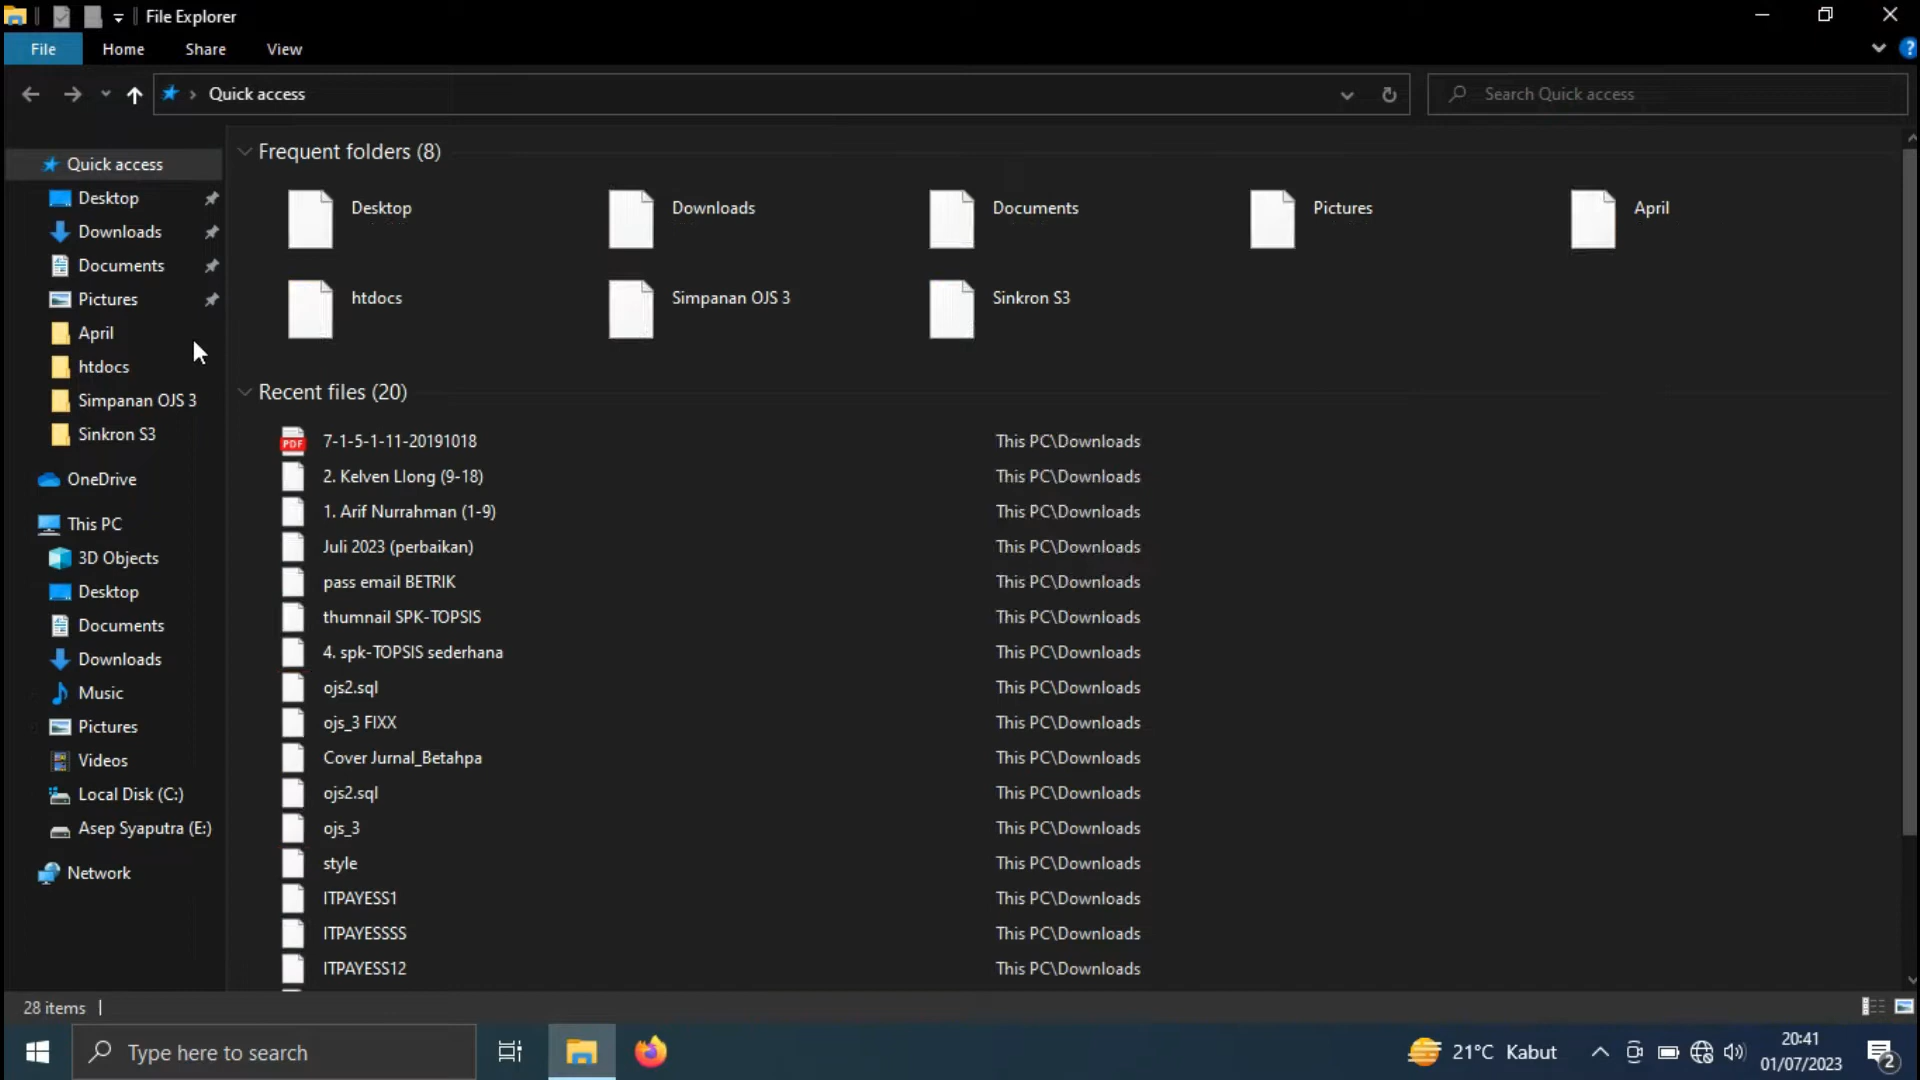 File Explorer
File Home Share View
Quick access
Search Quick access
Quick access
Desktop
Downloads
Documents
Pictures
April
htdocs
Simpanan OJS 3
Sinkron S3
OneDrive
This PC
3D Objects
Desktop
Documents
Downloads
Music
Pictures
Videos
Local Disk (C:)
Asep Syaputra (E:)
Network
Frequent folders (8)
Desktop Downloads Documents Pictures April
htdocs Simpanan OJS 3 Sinkron S3
Recent files (20)
PDF 7-1-5-1-11-20191018 This PC\Downloads
2. Kelven Llong (9-18) This PC\Downloads
1. Arif Nurrahman (1-9) This PC\Downloads
Juli 2023 (perbaikan) This PC\Downloads
pass email BETRIK This PC\Downloads
thumnail SPK-TOPSIS This PC\Downloads
4. spk-TOPSIS sederhana This PC\Downloads
ojs2.sql This PC\Downloads
ojs_3 FIXX This PC\Downloads
Cover Jurnal_Betahpa This PC\Downloads
ojs2.sql This PC\Downloads
ojs_3 This PC\Downloads
style This PC\Downloads
ITPAYESS1 This PC\Downloads
ITPAYESSSS This PC\Downloads
ITPAYESS12 This PC\Downloads
28 items
Type here to search
21°C Kabut
20:41
01/07/2023
2